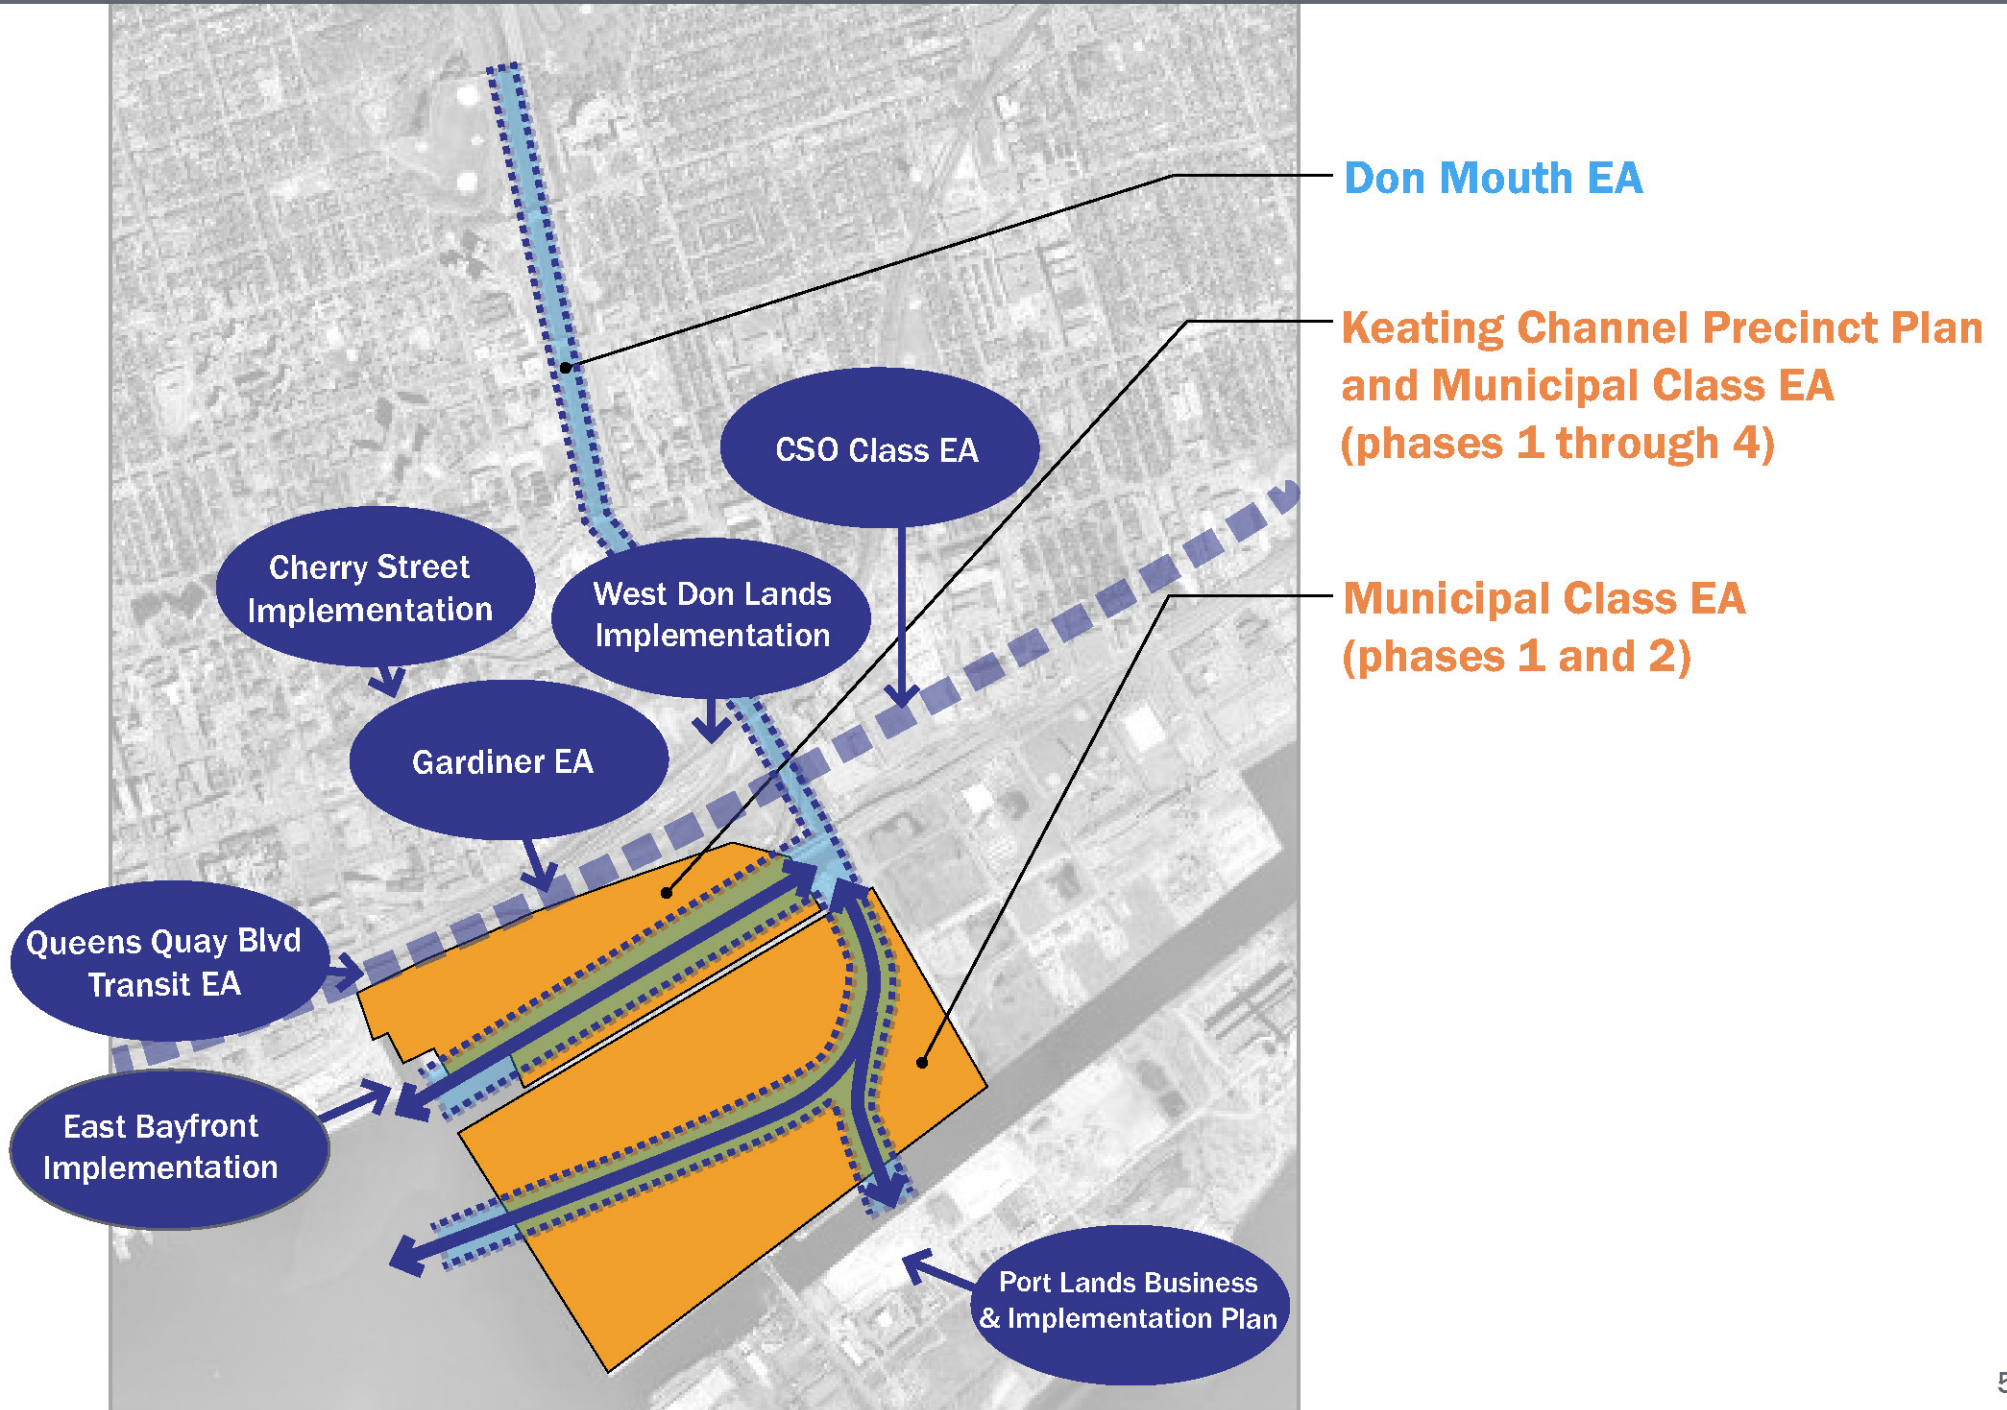 Don Mouth EA
Keating Channel Precinct Plan
and Municipal Class EA
(phases 1 through 4)
CSO Class EA
Cherry Street
Implementation
West Don Lands
Implementation
Municipal Class EA
(phases 1 and 2)
Gardiner EA
Queens Quay Blvd
Transit EA
East Bayfront
Implementation
Port Lands Business
& Implementation Plan
5